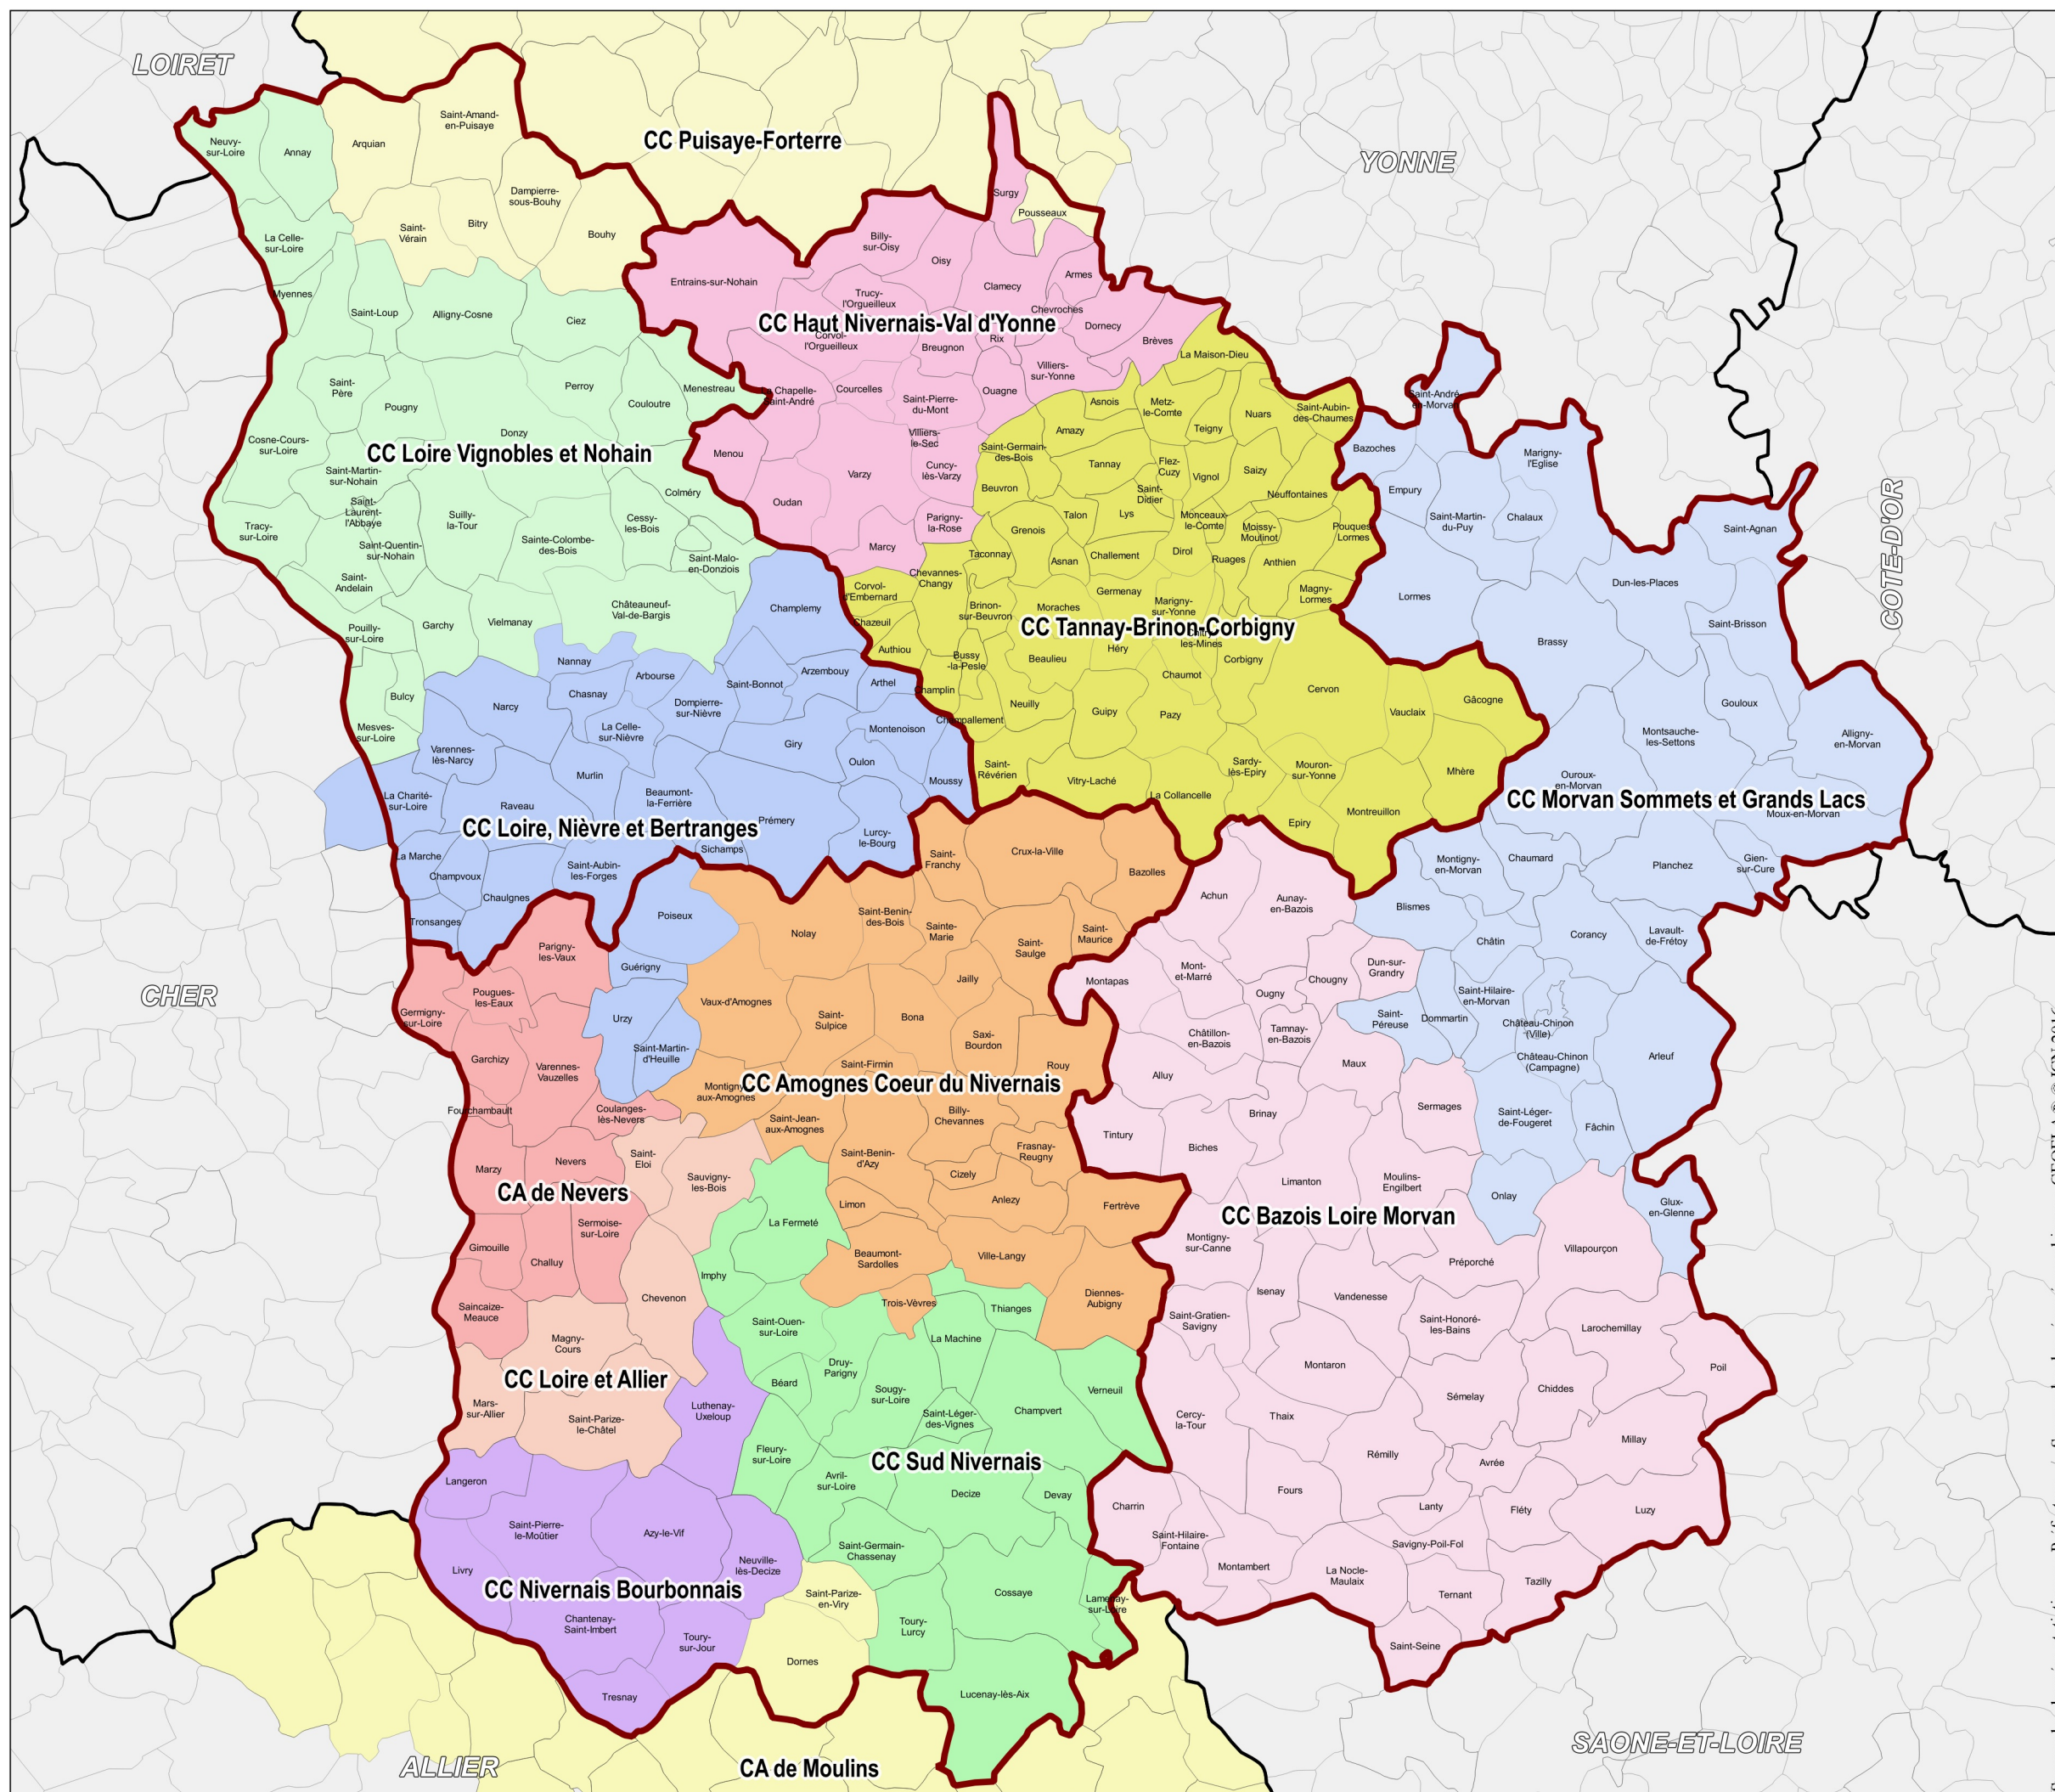 LOIRET
YONNE
COTE-D'OR
CHER
ALLIER
SAONE-ET-LOIRE
CC Puisaye-Forterre
Saint-Amand-
en-Puisaye
Arquian
Dampierre-
sous-Bouhy
Saint-
Vérain
Bitry
Bouhy
Pousseaux
CC Loire Vignobles et Nohain
Neuvy-
sur-Loire
Annay
La Celle-
sur-Loire
Myennes
Saint-Loup
Alligny-Cosne
Ciez
Saint-
Père
Pougny
Perroy
Couloutre
Menestreau
Donzy
Cosne-Cours-
sur-Loire
Saint-Martin-
sur-Nohain
Saint-
Laurent-
l'Abbaye
Suilly-
la-Tour
Colméry
Cessy-
les-Bois
Tracy-
sur-Loire
Saint-Quentin-
sur-Nohain
Sainte-Colombe-
des-Bois
Saint-Malo-
en-Donziois
Saint-
Andelain
Châteauneuf-
Val-de-Bargis
Pouilly-
sur-Loire
Garchy
Vielmanay
Bulcy
Mesves-
sur-Loire
CC Haut Nivernais-Val d'Yonne
Surgy
Billy-
sur-Oisy
Oisy
Entrains-sur-Nohain
Clamecy
Armes
Trucy-
l'Orgueilleux
Chevroches
Dornecy
Corvol-
l'Orgueilleux
Breugnon
Rix
Brèves
Villiers-
sur-Yonne
La Chapelle-
Saint-André
Courcelles
Ouagne
Saint-Pierre-
du-Mont
Villiers-
le-Sec
Menou
Varzy
Cuncy-
lès-Varzy
Oudan
Parigny-
la-Rose
Marcy
CC Tannay-Brinon-Corbigny
La Maison-Dieu
Asnois
Metz-
le-Comte
Nuars
Saint-Aubin-
des-Chaumes
Amazy
Teigny
Saint-Germain-
des-Bois
Tannay
Flez-
Cuzy
Vignol
Saizy
Beuvron
Saint-
Didier
Neuffontaines
Talon
Lys
Monceaux-
le-Comte
Moissy-
Moulinot
Pouques-
Lormes
Grenois
Taconnay
Asnan
Challement
Dirol
Ruages
Anthien
Chevannes-
Changy
Corvol-
d'Embernard
Germenay
Magny-
Lormes
Brinon-
sur-Beuvron
Moraches
Marigny-
sur-Yonne
Chazeuil
Chitry-
les-Mines
Authiou
Bussy
-la-Pesle
Beaulieu
Héry
Corbigny
Chaumot
Champlin
Neuilly
Cervon
Gâcogne
Champallement
Guipy
Pazy
Vauclaix
Saint-
Révérien
Vitry-Laché
Sardy-
lès-Epiry
Mouron-
sur-Yonne
Mhère
La Collancelle
Epiry
Montreuillon
CC Morvan Sommets et Grands Lacs
Saint-André-
en-Morvan
Bazoches
Marigny-
l'Eglise
Empury
Saint-Martin-
du-Puy
Chalaux
Saint-Agnan
Lormes
Dun-les-Places
Brassy
Saint-Brisson
Gouloux
Montsauche-
les-Settons
Alligny-
en-Morvan
Ouroux-
en-Morvan
Moux-en-Morvan
Montigny-
en-Morvan
Chaumard
Planchez
Gien-
sur-Cure
Blismes
Châtin
Corancy
Lavault-
de-Frétoy
Saint-Hilaire-
en-Morvan
Saint-
Péreuse
Dommartin
Château-Chinon
(Ville)
Château-Chinon
(Campagne)
Arleuf
Saint-Léger-
de-Fougeret
Fâchin
Onlay
Glux-
en-Glenne
CC Loire, Nièvre et Bertranges
Champlemy
Nannay
Arbourse
Arzembouy
Saint-Bonnot
Arthel
Chasnay
Narcy
Dompierre-
sur-Nièvre
La Celle-
sur-Nièvre
Montenoison
Giry
Varennes-
lès-Narcy
Oulon
Murlin
Moussy
La Charité-
sur-Loire
Raveau
Beaumont-
la-Ferrière
Prémery
Lurcy-
le-Bourg
Sichamps
La Marche
Champvoux
Saint-Aubin-
les-Forges
Chaulgnes
Tronsanges
Poiseux
Guérigny
Urzy
Saint-Martin-
d'Heuille
CC Amognes Coeur du Nivernais
Saint-
Franchy
Crux-la-Ville
Bazolles
Nolay
Saint-Benin-
des-Bois
Sainte-
Marie
Saint-
Saulge
Saint-
Maurice
Jailly
Vaux-d'Amognes
Saint-
Sulpice
Bona
Saxi-
Bourdon
Saint-Firmin
Rouy
Montigny-
aux-Amognes
Saint-Jean-
aux-Amognes
Billy-
Chevannes
Frasnay-
Reugny
Saint-Benin-
d'Azy
Cizely
Anlezy
Limon
Fertrève
Beaumont-
Sardolles
Ville-Langy
Diennes-
Aubigny
Trois-Vèvres
CA de Nevers
Parigny-
les-Vaux
Pougues-
les-Eaux
Germigny-
sur-Loire
Garchizy
Varennes-
Vauzelles
Fourchambault
Coulanges-
lès-Nevers
Marzy
Nevers
Sermoise-
sur-Loire
Gimouille
Challuy
Saincaize-
Meauce
CC Loire et Allier
Saint-
Eloi
Sauvigny-
les-Bois
Chevenon
Magny-
Cours
Mars-
sur-Allier
Saint-Parize-
le-Châtel
CC Nivernais Bourbonnais
Luthenay-
Uxeloup
Langeron
Saint-Pierre-
le-Moûtier
Azy-le-Vif
Livry
Neuville-
lès-Decize
Chantenay-
Saint-Imbert
Toury-
sur-Jour
Tresnay
CC Sud Nivernais
La Fermeté
Imphy
Saint-Ouen-
sur-Loire
Thianges
La Machine
Druy-
Parigny
Béard
Sougy-
sur-Loire
Verneuil
Saint-Léger-
des-Vignes
Champvert
Fleury-
sur-Loire
Avril-
sur-Loire
Decize
Devay
Saint-Germain-
Chassenay
Cossaye
Lamenay-
sur-Loire
Toury-
Lurcy
Lucenay-lès-Aix
CA de Moulins
Saint-Parize-
en-Viry
Dornes
CC Bazois Loire Morvan
Achun
Aunay-
en-Bazois
Montapas
Mont-
et-Marré
Dun-sur-
Grandry
Chougny
Ougny
Châtillon-
en-Bazois
Tamnay-
en-Bazois
Maux
Alluy
Brinay
Sermages
Tintury
Biches
Limanton
Moulins-
Engilbert
Montigny-
sur-Canne
Villapourçon
Préporché
Isenay
Vandenesse
Saint-Gratien-
Savigny
Saint-Honoré-
les-Bains
Larochemillay
Montaron
Poil
Sémelay
Chiddes
Cercy-
la-Tour
Thaix
Rémilly
Millay
Avrée
Fours
Charrin
Lanty
Fléty
Luzy
Saint-Hilaire-
Fontaine
Savigny-Poil-Fol
Montambert
La Nocle-
Maulaix
Ternant
Tazilly
Saint-Seine